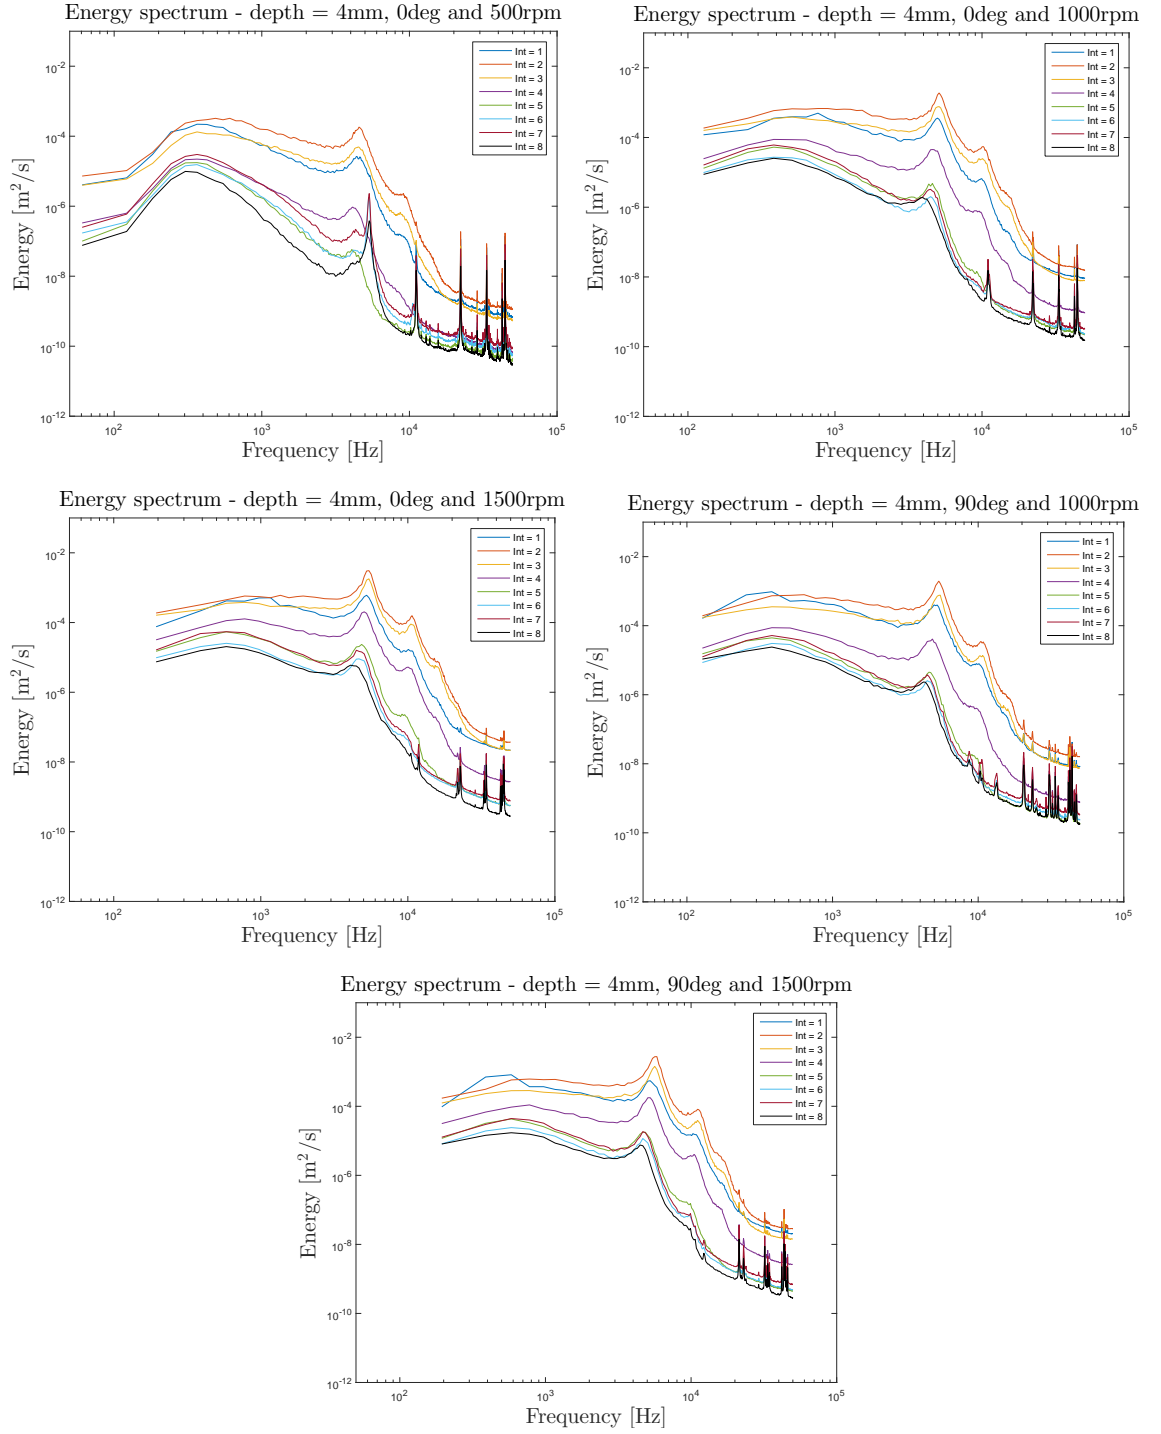 Energy spectrum - depth = 4mm, 0deg and 500rpm
Energy [m²/s]
10⁻²
10⁻⁴
10⁻⁶
10⁻⁸
10⁻¹⁰
10⁻¹²
Int = 1
Int = 2
Int = 3
Int = 4
Int = 5
Int = 6
Int = 7
Int = 8
10² 10³ 10⁴ 10⁵
Frequency [Hz]
Energy spectrum - depth = 4mm, 0deg and 1000rpm
Energy [m²/s]
10⁻²
10⁻⁴
10⁻⁶
10⁻⁸
10⁻¹⁰
10⁻¹²
Int = 1
Int = 2
Int = 3
Int = 4
Int = 5
Int = 6
Int = 7
Int = 8
10² 10³ 10⁴ 10⁵
Frequency [Hz]
Energy spectrum - depth = 4mm, 0deg and 1500rpm
Energy [m²/s]
10⁻²
10⁻⁴
10⁻⁶
10⁻⁸
10⁻¹⁰
10⁻¹²
Int = 1
Int = 2
Int = 3
Int = 4
Int = 5
Int = 6
Int = 7
Int = 8
10² 10³ 10⁴ 10⁵
Frequency [Hz]
Energy spectrum - depth = 4mm, 90deg and 1000rpm
Energy [m²/s]
10⁻²
10⁻⁴
10⁻⁶
10⁻⁸
10⁻¹⁰
10⁻¹²
Int = 1
Int = 2
Int = 3
Int = 4
Int = 5
Int = 6
Int = 7
Int = 8
10² 10³ 10⁴ 10⁵
Frequency [Hz]
Energy spectrum - depth = 4mm, 90deg and 1500rpm
Energy [m²/s]
10⁻²
10⁻⁴
10⁻⁶
10⁻⁸
10⁻¹⁰
10⁻¹²
Int = 1
Int = 2
Int = 3
Int = 4
Int = 5
Int = 6
Int = 7
Int = 8
10² 10³ 10⁴ 10⁵
Frequency [Hz]